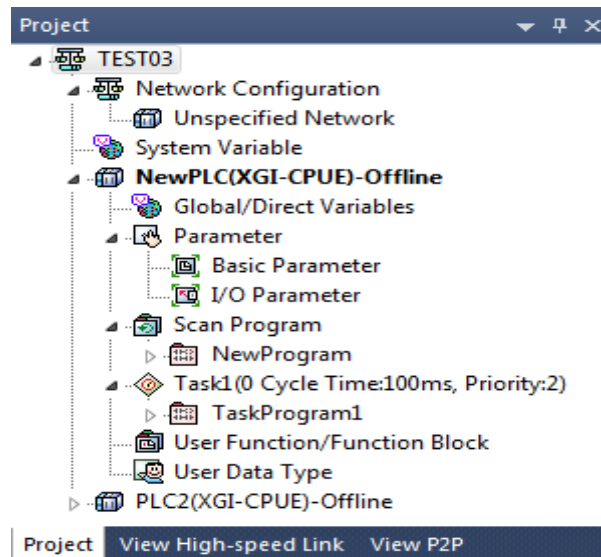 Project
TEST03
Network Configuration
Unspecified Network
System Variable
NewPLC(XGI-CPUE)-Offline
Global/Direct Variables
Parameter
Basic Parameter
I/O Parameter
Scan Program
NewProgram
Task1(0 Cycle Time:100ms, Priority:2)
TaskProgram1
User Function/Function Block
User Data Type
PLC2(XGI-CPUE)-Offline
Project View High-speed Link View P2P